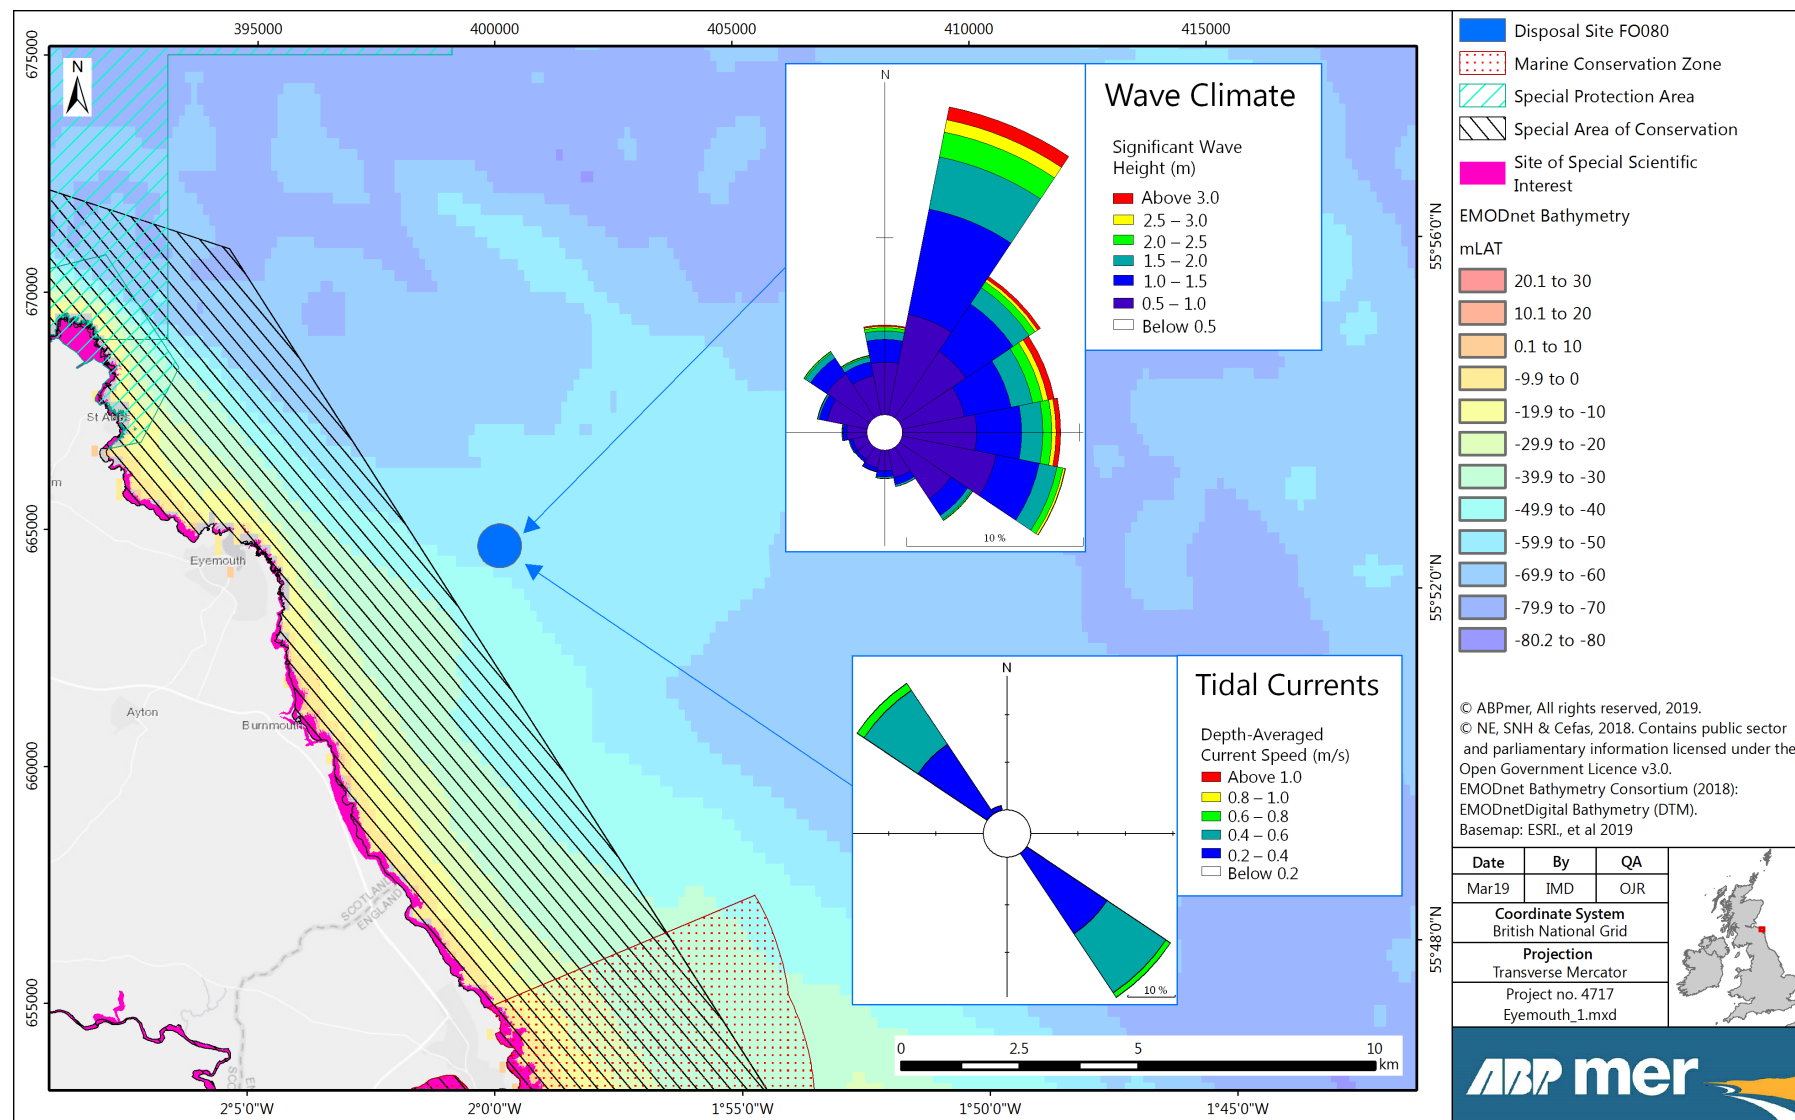 395000
400000
405000
410000
415000
675000
670000
665000
660000
655000
55°56'0"N
55°52'0"N
55°48'0"N
2°5'0"W
2°0'0"W
1°55'0"W
1°50'0"W
1°45'0"W
N
St Abbs
m
Eyemouth
Ayton
Burnmouth
SCOTLAND
ENGLAND
SCO
EN
N
10 %
Wave Climate
Significant Wave
Height (m)
Above 3.0
2.5 – 3.0
2.0 – 2.5
1.5 – 2.0
1.0 – 1.5
0.5 – 1.0
Below 0.5
N
10 %
Tidal Currents
Depth-Averaged
Current Speed (m/s)
Above 1.0
0.8 – 1.0
0.6 – 0.8
0.4 – 0.6
0.2 – 0.4
Below 0.2
0 2.5 5 10
km
Disposal Site FO080
Marine Conservation Zone
Special Protection Area
Special Area of Conservation
Site of Special Scientific
Interest
EMODnet Bathymetry
mLAT
20.1 to 30
10.1 to 20
0.1 to 10
-9.9 to 0
-19.9 to -10
-29.9 to -20
-39.9 to -30
-49.9 to -40
-59.9 to -50
-69.9 to -60
-79.9 to -70
-80.2 to -80
© ABPmer, All rights reserved, 2019.
© NE, SNH & Cefas, 2018. Contains public sector
and parliamentary information licensed under the
Open Government Licence v3.0.
EMODnet Bathymetry Consortium (2018):
EMODnetDigital Bathymetry (DTM).
Basemap: ESRI., et al 2019
Date By QA
Mar19 IMD OJR
Coordinate System
British National Grid
Projection
Transverse Mercator
Project no. 4717
Eyemouth_1.mxd
ABP mer